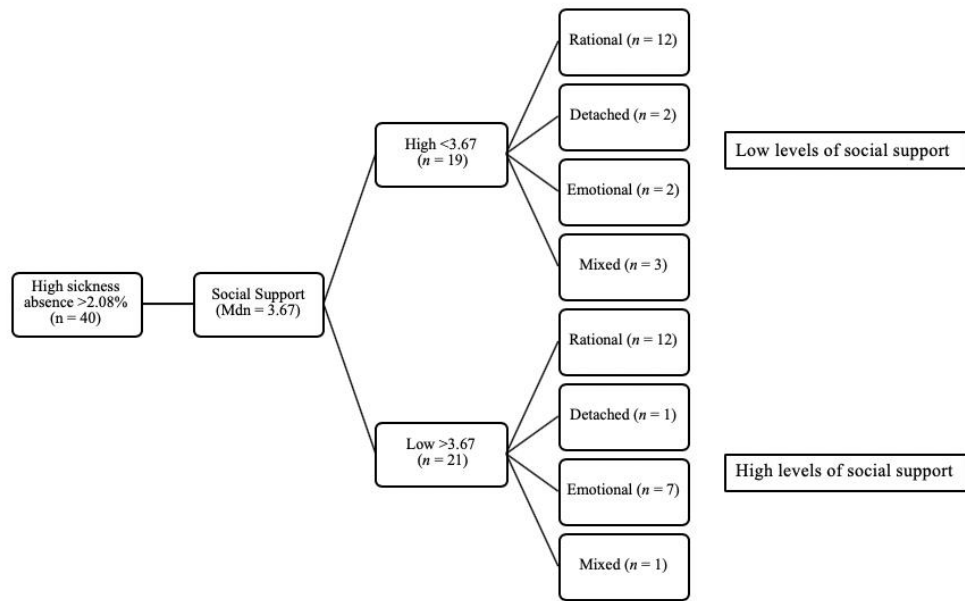 High sickness
absence >2.08%
(n = 40)
Social Support
(Mdn = 3.67)
High <3.67
(n = 19)
Rational (n = 12)
Detached (n = 2)
Emotional (n = 2)
Mixed (n = 3)
Low levels of social support
Low >3.67
(n = 21)
Rational (n = 12)
Detached (n = 1)
Emotional (n = 7)
Mixed (n = 1)
High levels of social support